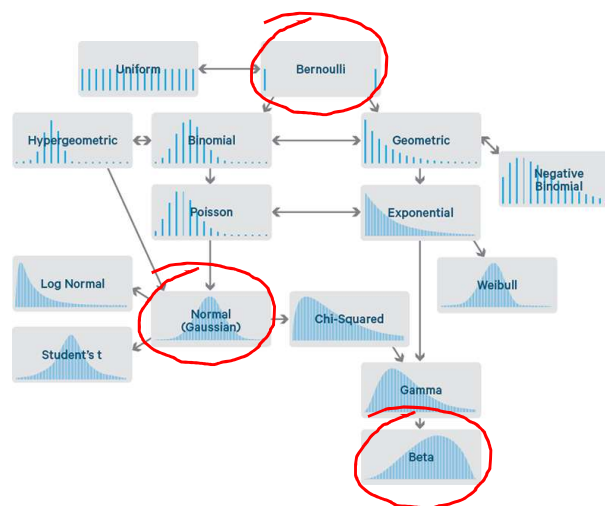 Uniform
Bernoulli
Hypergeometric
Binomial
Geometric
Negative
Binomial
Poisson
Exponential
Log Normal
Normal
(Gaussian)
Chi-Squared
Weibull
Student's t
Gamma
Beta